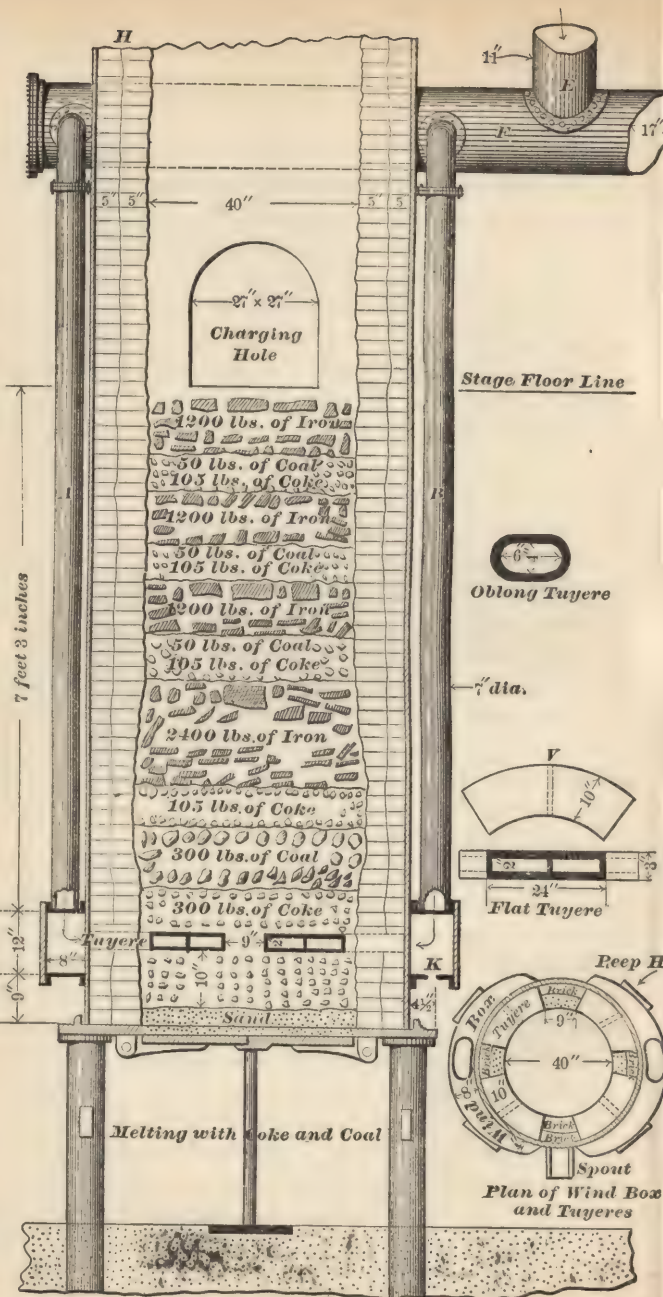 H
11"
E
F
17"
5" 5"
40"
5" 5
27" × 27"
Charging
Hole
Stage Floor Line
1200 lbs. of Iron
50 lbs. of Coal
105 lbs. of Coke
A
B
1200 lbs. of Iron
50 lbs. of Coal
105 lbs. of Coke
6"
4"
Oblong Tuyere
1200 lbs. of Iron
50 lbs. of Coal
105 lbs. of Coke
7 feet 3 inches
7" dia.
2400 lbs. of Iron
V
10"
105 lbs. of Coke
300 lbs. of Coal
2"
3"
24"
Flat Tuyere
300 lbs. of Coke
Tuyere
9"
2"
12"
8"
K
10"
9"
4½"
Sand
Peep H
Box
Tuyere
Brick
9"
Brick
40"
Brick
10"
8"
Wind
Brick
Brick
Spout
Melting with Coke and Coal
Plan of Wind Box
and Tuyeres